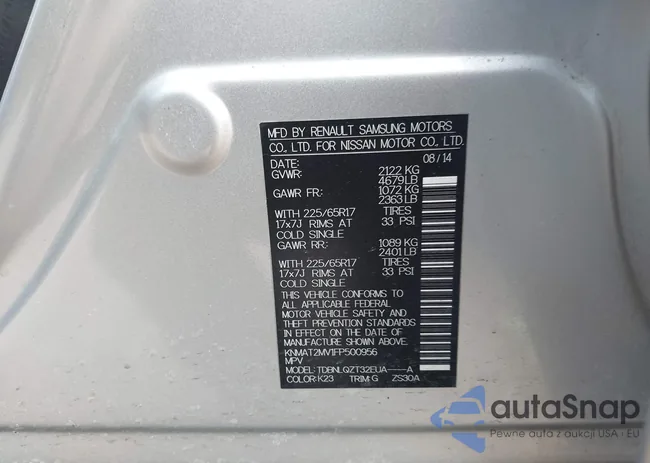 MFD BY RENAULT SAMSUNG MOTORS
CO., LTD. FOR NISSAN MOTOR CO., LTD.
DATE: 08/14
GVWR: 2122 KG
4679LB
GAWR FR: 1072 KG
2363LB
WITH 225/65R17 TIRES
17x7J RIMS AT 33 PSI
COLD SINGLE
GAWR RR: 1089 KG
2401LB
WITH 225/65R17 TIRES
17x7J RIMS AT 33 PSI
COLD SINGLE
THIS VEHICLE CONFORMS TO
ALL APPLICABLE FEDERAL
MOTOR VEHICLE SAFETY AND
THEFT PREVENTION STANDARDS
IN EFFECT ON THE DATE OF
MANUFACTURE SHOWN ABOVE.
KNMAT2MV1FP500956
MPV
MODEL: TDBNLQZT32EUA----A
COLOR:K23 TRIM:G ZS30A
autaSnap
Pewne auta z aukcji USA i EU